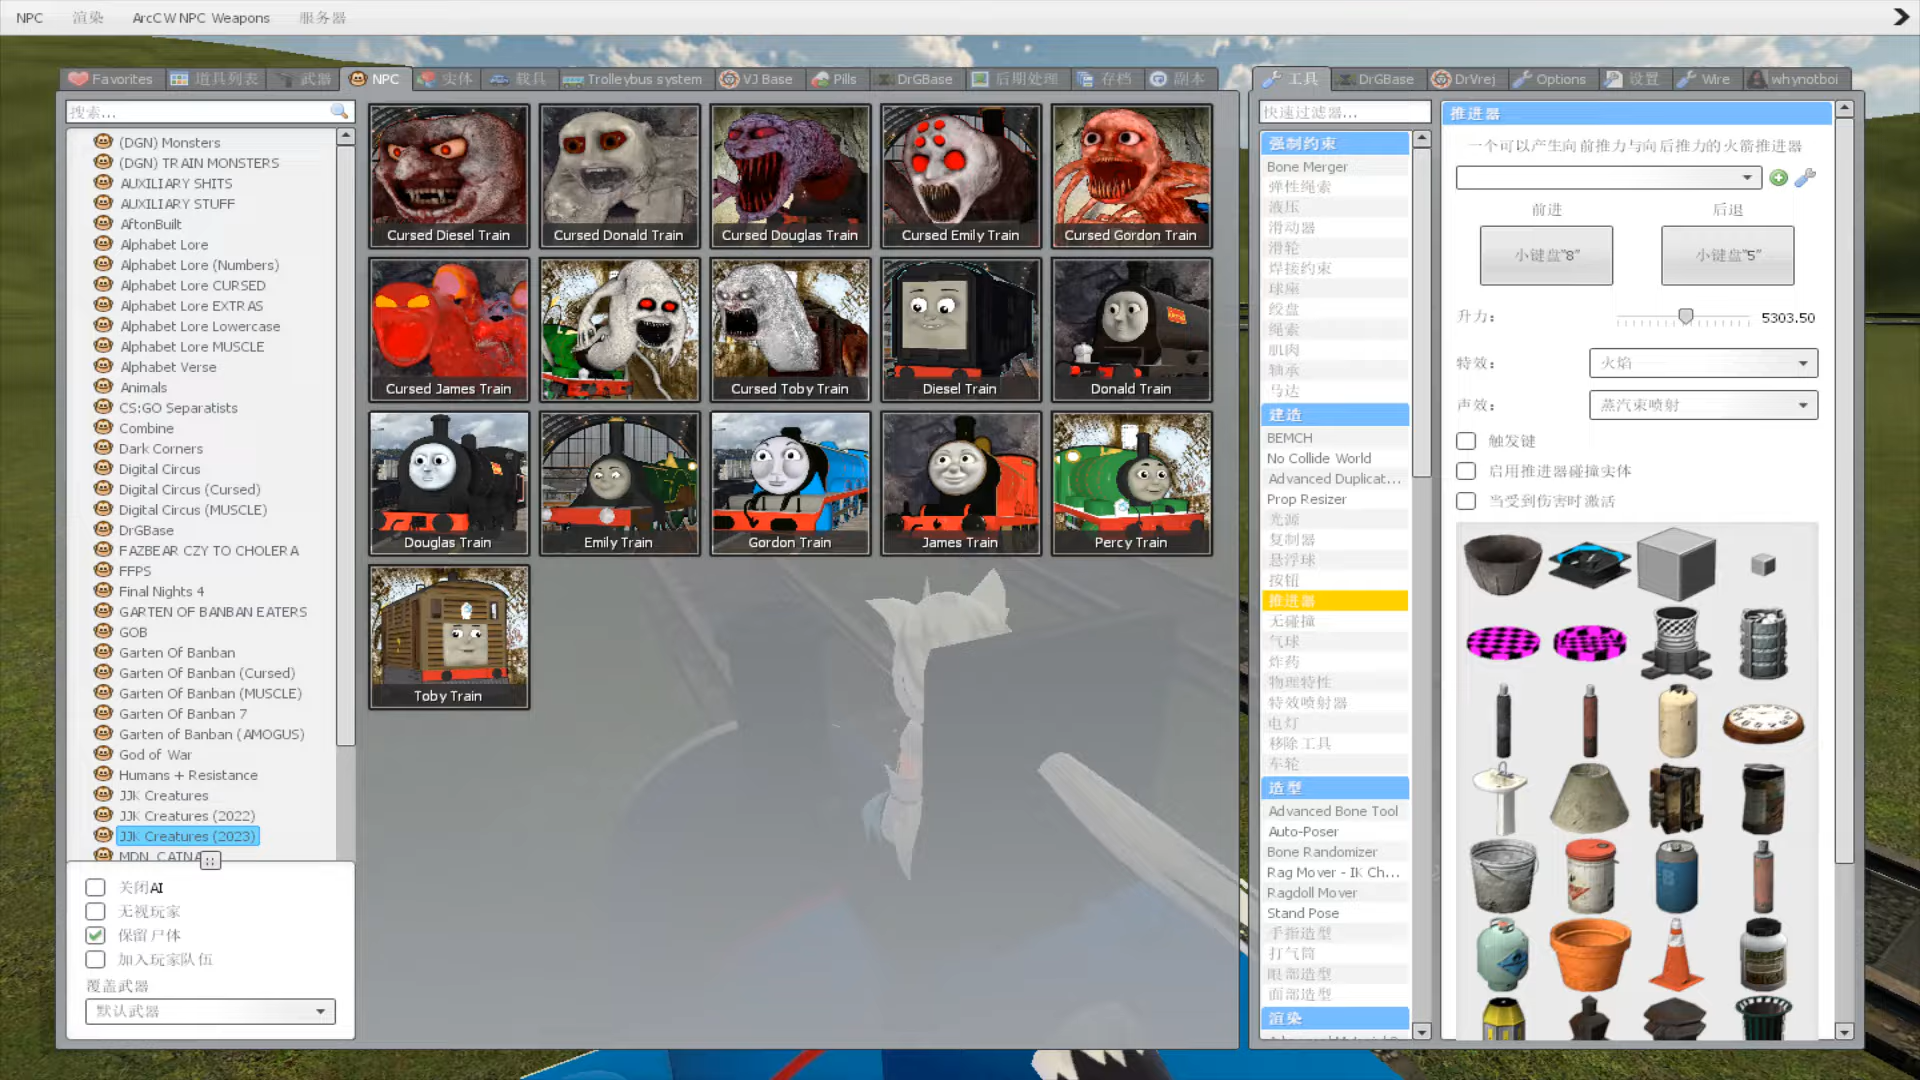 NPC 渲染 ArcCW NPC Weapons 服务器
Favorites 道具列表 武器 NPC 实体 载具 Trolleybus system VJ Base Pills DrGBase 后期处理 存档 副本
工具 DrGBase DrVrej Options 设置 Wire whynotboi
搜索...
(DGN) Monsters
(DGN) TRAIN MONSTERS
AUXILIARY SHITS
AUXILIARY STUFF
AftonBuilt
Alphabet Lore
Alphabet Lore (Numbers)
Alphabet Lore CURSED
Alphabet Lore EXTRAS
Alphabet Lore Lowercase
Alphabet Lore MUSCLE
Alphabet Verse
Animals
CS:GO Separatists
Combine
Dark Corners
Digital Circus
Digital Circus (Cursed)
Digital Circus (MUSCLE)
DrGBase
FAZBEAR CZY TO CHOLERA
FFPS
Final Nights 4
GARTEN OF BANBAN EATERS
GOB
Garten Of Banban
Garten Of Banban (Cursed)
Garten Of Banban (MUSCLE)
Garten Of Banban 7
Garten of Banban (AMOGUS)
God of War
Humans + Resistance
JJK Creatures
JJK Creatures (2022)
JJK Creatures (2023)
MDN CATNA
关闭AI
无视玩家
保留尸体
加入玩家队伍
覆盖武器
默认武器
Cursed Diesel Train
Cursed Donald Train
Cursed Douglas Train
Cursed Emily Train
Cursed Gordon Train
Cursed James Train
Cursed Toby Train
Diesel Train
Donald Train
Douglas Train
Emily Train
Gordon Train
James Train
Percy Train
Toby Train
快速过滤器...
强制约束
Bone Merger
弹性绳索
液压
滑动器
滑轮
焊接约束
球座
绞盘
绳索
肌肉
轴承
马达
建造
BEMCH
No Collide World
Advanced Duplicat...
Prop Resizer
光源
复制器
悬浮球
按钮
推进器
无碰撞
气球
炸药
物理特性
特效喷射器
电灯
移除工具
车轮
造型
Advanced Bone Tool
Auto-Poser
Bone Randomizer
Rag Mover - IK Ch...
Ragdoll Mover
Stand Pose
手指造型
打气筒
眼部造型
面部造型
渲染
推进器
一个可以产生向前推力与向后推力的火箭推进器
前进 后退
小键盘"8" 小键盘"5"
升力: 5303.50
特效: 火焰
声效: 蒸汽束喷射
触发键
启用推进器碰撞实体
当受到伤害时激活